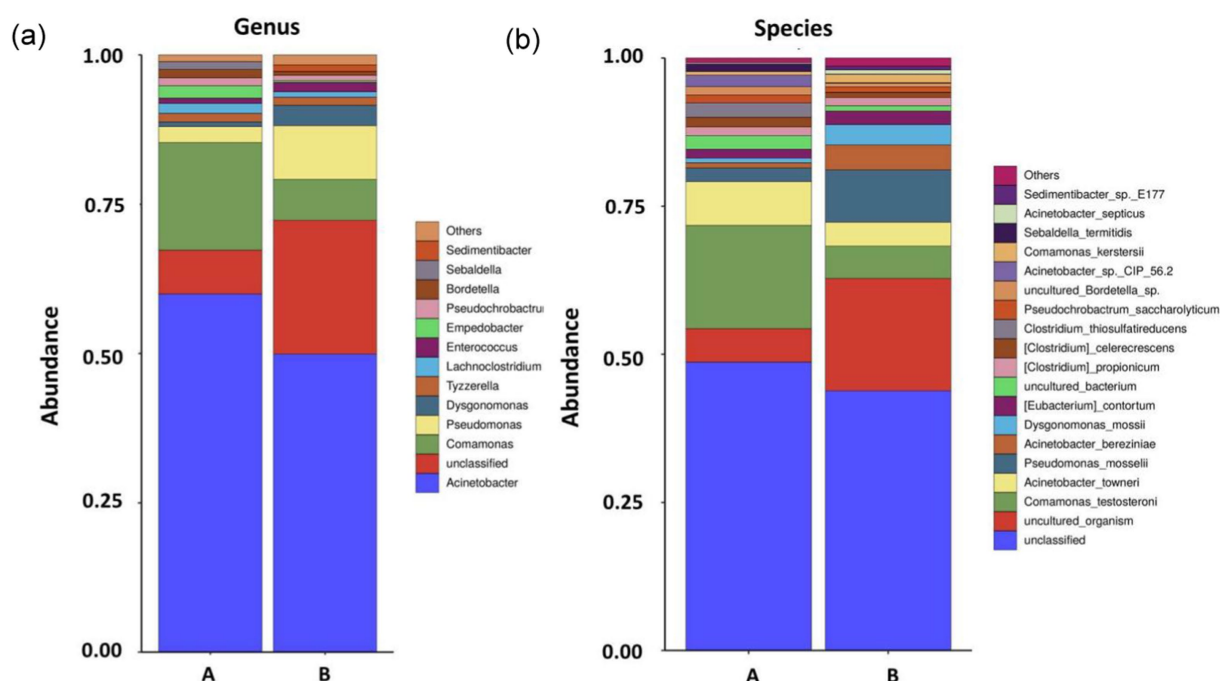 (a)
Genus
1.00
0.75
0.50
0.25
0.00
Abundance
A
B
Others
Sedimentibacter
Sebaldella
Bordetella
Pseudochrobactru
Empedobacter
Enterococcus
Lachnoclostridium
Tyzzerella
Dysgonomonas
Pseudomonas
Comamonas
unclassified
Acinetobacter
(b)
Species
1.00
0.75
0.50
0.25
0.00
Abundance
A
B
Others
Sedimentibacter_sp._E177
Acinetobacter_septicus
Sebaldella_termitidis
Comamonas_kerstersii
Acinetobacter_sp._CIP_56.2
uncultured_Bordetella_sp.
Pseudochrobactrum_saccharolyticum
Clostridium_thiosulfatireducens
[Clostridium]_celerecrescens
[Clostridium]_propionicum
uncultured_bacterium
[Eubacterium]_contortum
Dysgonomonas_mossii
Acinetobacter_bereziniae
Pseudomonas_mosselii
Acinetobacter_towneri
Comamonas_testosteroni
uncultured_organism
unclassified